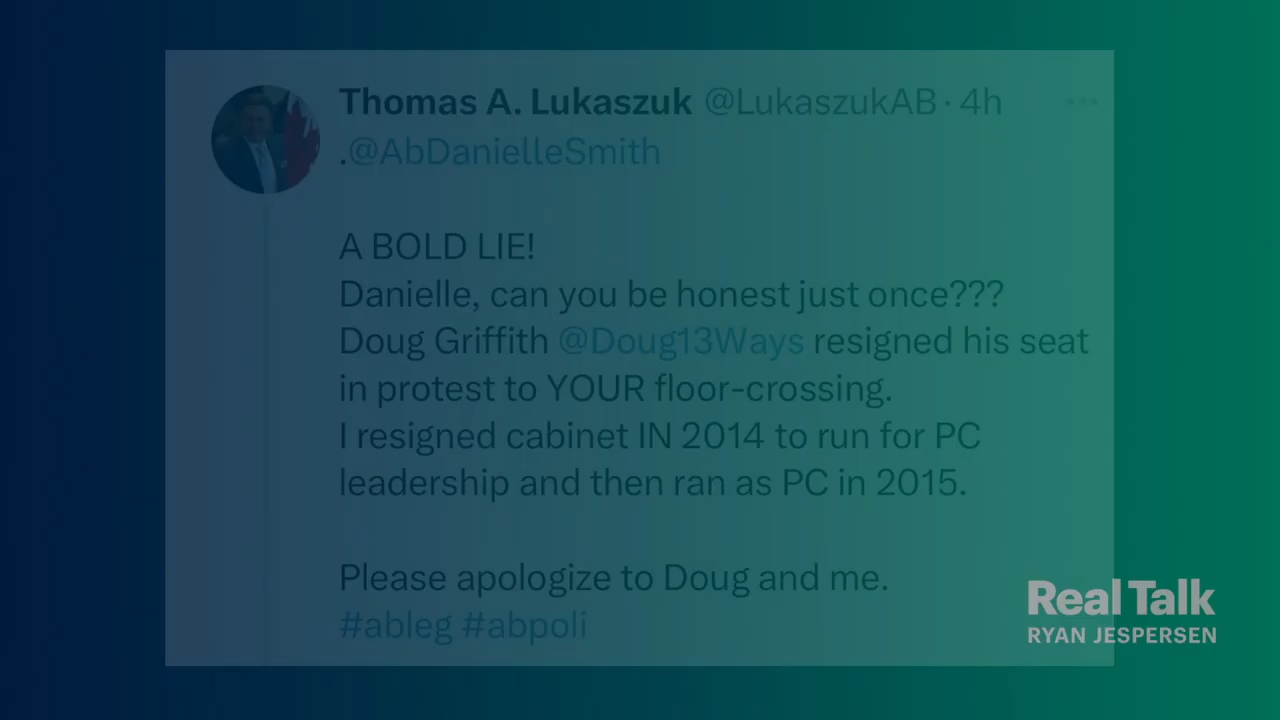 Thomas A. Lukaszuk @LukaszukAB · 4h
.@AbDanielleSmith
A BOLD LIE!
Danielle, can you be honest just once???
Doug Griffith @Doug13Ways resigned his seat
in protest to YOUR floor-crossing.
I resigned cabinet IN 2014 to run for PC
leadership and then ran as PC in 2015.
Please apologize to Doug and me.
#ableg #abpoli
Real Talk
RYAN JESPERSEN